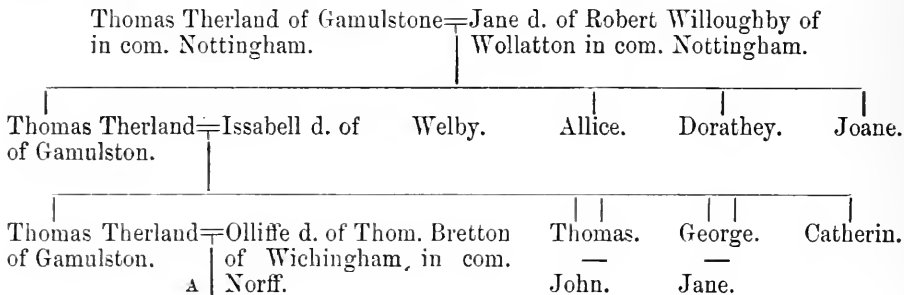 Thomas Therland of Gamulstone=Jane d. of Robert Willoughby of
in com. Nottingham. Wollatton in com. Nottingham.
Thomas Therland=Issabell d. of Welby. Allice. Dorathey. Joane.
of Gamulston.
Thomas Therland=Olliffe d. of Thom. Bretton Thomas. George. Catherin.
of Gamulston. of Wichingham, in com. — —
A Norff. John. Jane.